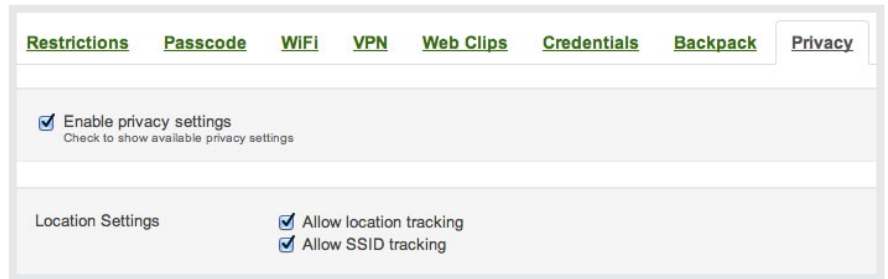 Restrictions Passcode WiFi VPN Web Clips Credentials Backpack Privacy
Enable privacy settings
Check to show available privacy settings
Location Settings Allow location tracking
Allow SSID tracking